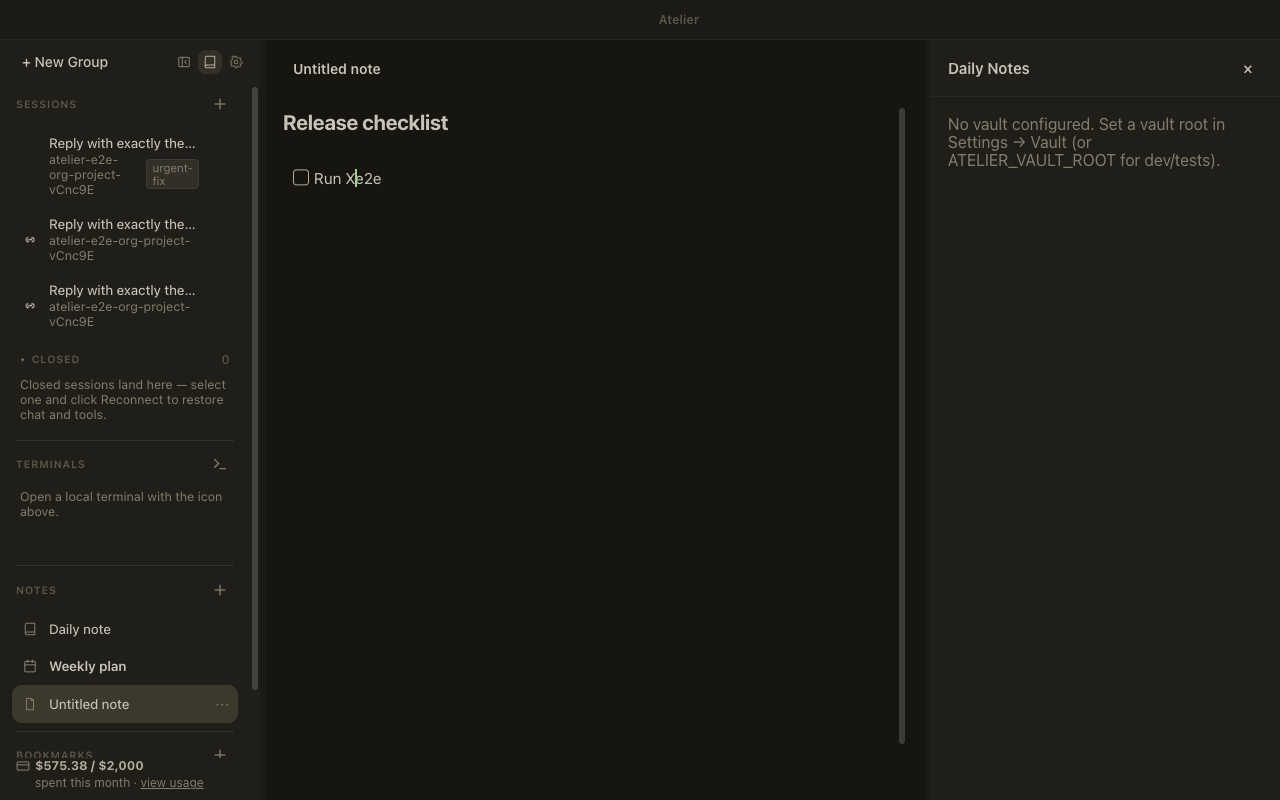 Atelier
+ New Group
SESSIONS
Reply with exactly the...
atelier-e2e-
org-project-
vCnc9E
urgent-
fix
Reply with exactly the...
atelier-e2e-org-project-
vCnc9E
Reply with exactly the...
atelier-e2e-org-project-
vCnc9E
CLOSED
0
Closed sessions land here — select
one and click Reconnect to restore
chat and tools.
TERMINALS
Open a local terminal with the icon
above.
NOTES
Daily note
Weekly plan
Untitled note
BOOKMARKS
$575.38 / $2,000
spent this month · view usage
Untitled note
Release checklist
Run Xe2e
Daily Notes
No vault configured. Set a vault root in
Settings → Vault (or
ATELIER_VAULT_ROOT for dev/tests).